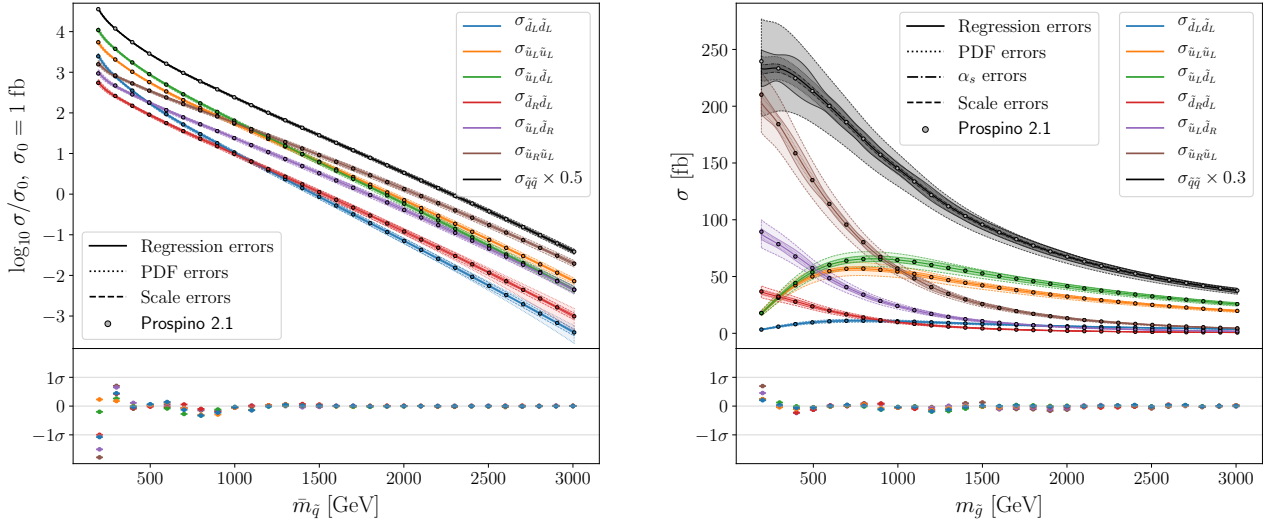 log₁₀ σ/σ₀, σ₀ = 1 fb
4
3
2
1
0
−1
−2
−3
σ_{d̃_L d̃_L}
σ_{ũ_L ũ_L}
σ_{ũ_L d̃_L}
σ_{d̃_R d̃_L}
σ_{ũ_L d̃_R}
σ_{ũ_R ũ_L}
σ_{q̃q̃} × 0.5
Regression errors
PDF errors
Scale errors
Prospino 2.1
1σ
0
−1σ
500
1000
1500
2000
2500
3000
m̄_{q̃} [GeV]
σ [fb]
250
200
150
100
50
0
Regression errors
PDF errors
α_s errors
Scale errors
Prospino 2.1
σ_{d̃_L d̃_L}
σ_{ũ_L ũ_L}
σ_{ũ_L d̃_L}
σ_{d̃_R d̃_L}
σ_{ũ_L d̃_R}
σ_{ũ_R ũ_L}
σ_{q̃q̃} × 0.3
1σ
0
−1σ
500
1000
1500
2000
2500
3000
m_{g̃} [GeV]